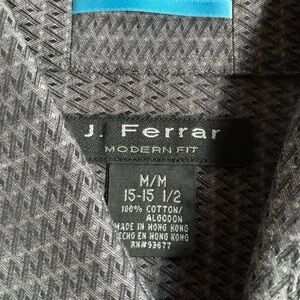 J. Ferrar
MODERN FIT
M/M
15-15 1/2
100% COTTON/
ALGODON
MADE IN HONG KONG
HECHO EN HONG KONG
RN#93677